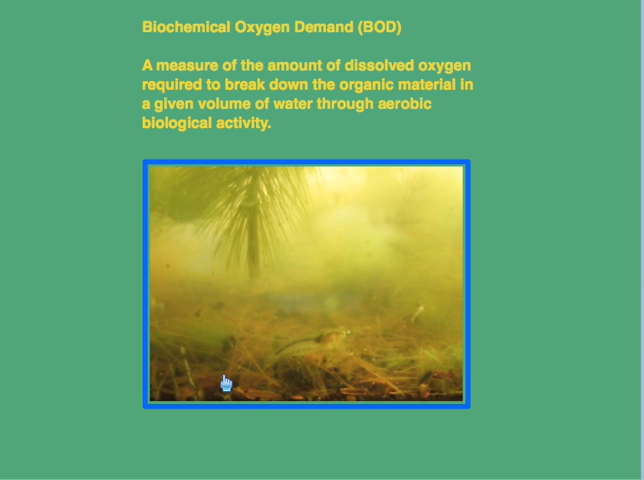 Biochemical Oxygen Demand (BOD)
A measure of the amount of dissolved oxygen
required to break down the organic material in
a given volume of water through aerobic
biological activity.